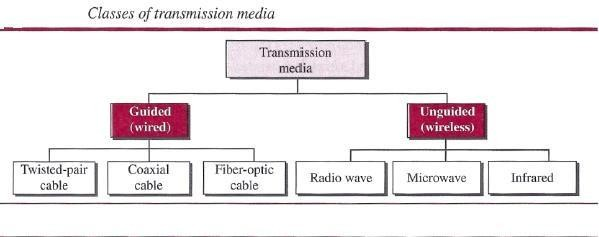 Classes of transmission media
Transmission
media
Guided
(wired)
Unguided
(wireless)
Twisted-pair
cable
Coaxial
cable
Fiber-optic
cable
Radio wave
Microwave
Infrared